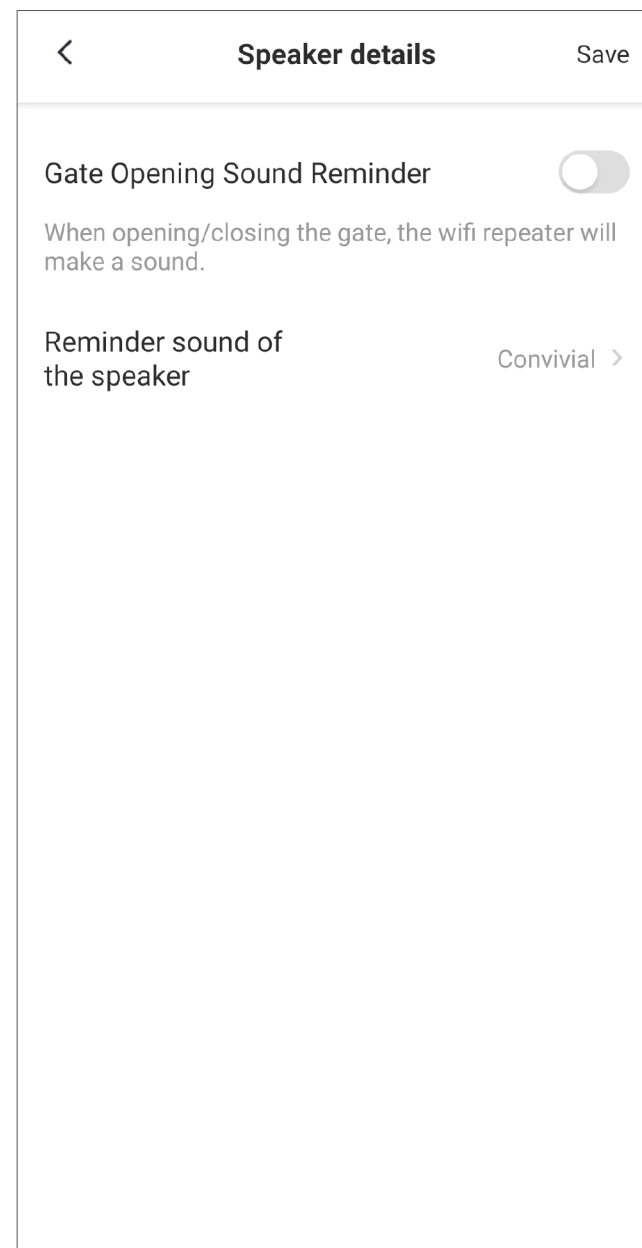 Speaker details
Save
Gate Opening Sound Reminder
When opening/closing the gate, the wifi repeater will
make a sound.
Reminder sound of
the speaker
Convivial